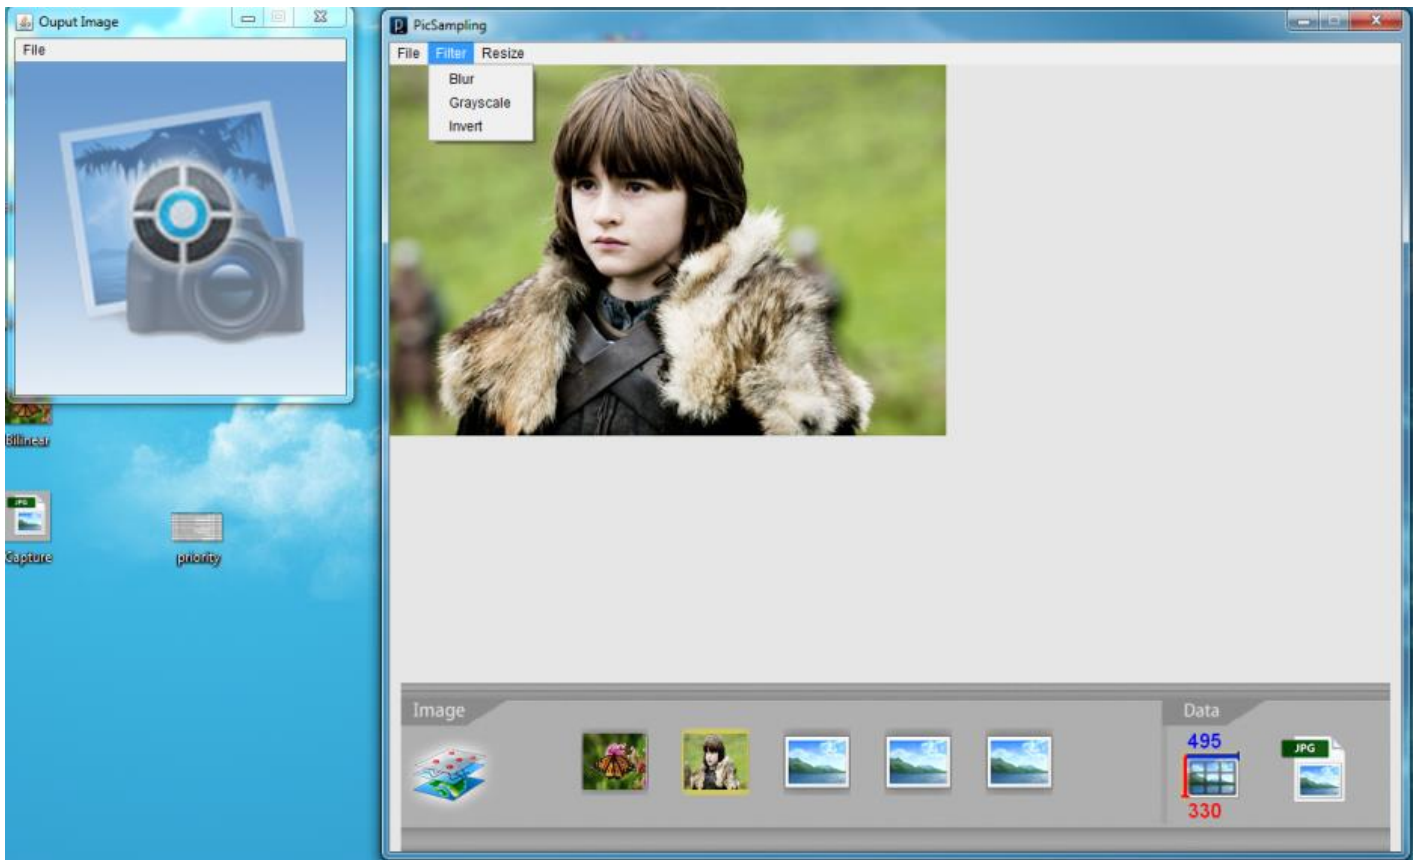 Ouput Image
File
PicSampling
File Filter Resize
Blur
Grayscale
Invert
Bilinear
JPG
Capture
priority
Image
Data
495
330
JPG